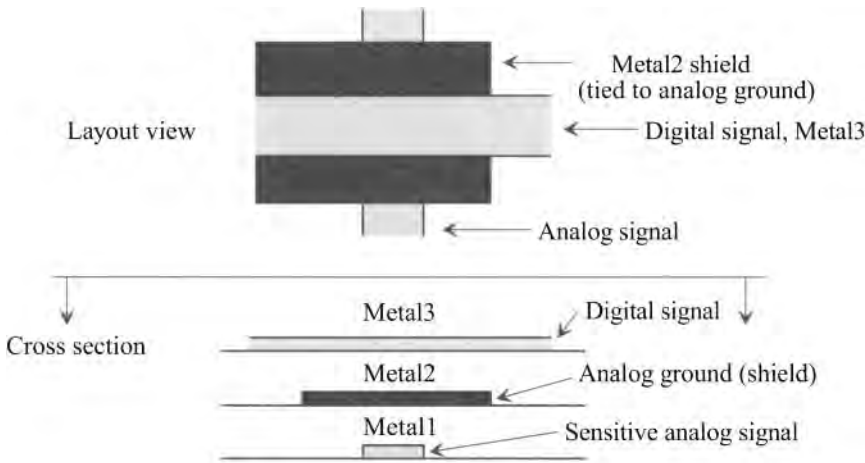 Metal2 shield
(tied to analog ground)
Layout view
Digital signal, Metal3
Analog signal
Metal3
Digital signal
Cross section
Metal2
Analog ground (shield)
Metal1
Sensitive analog signal